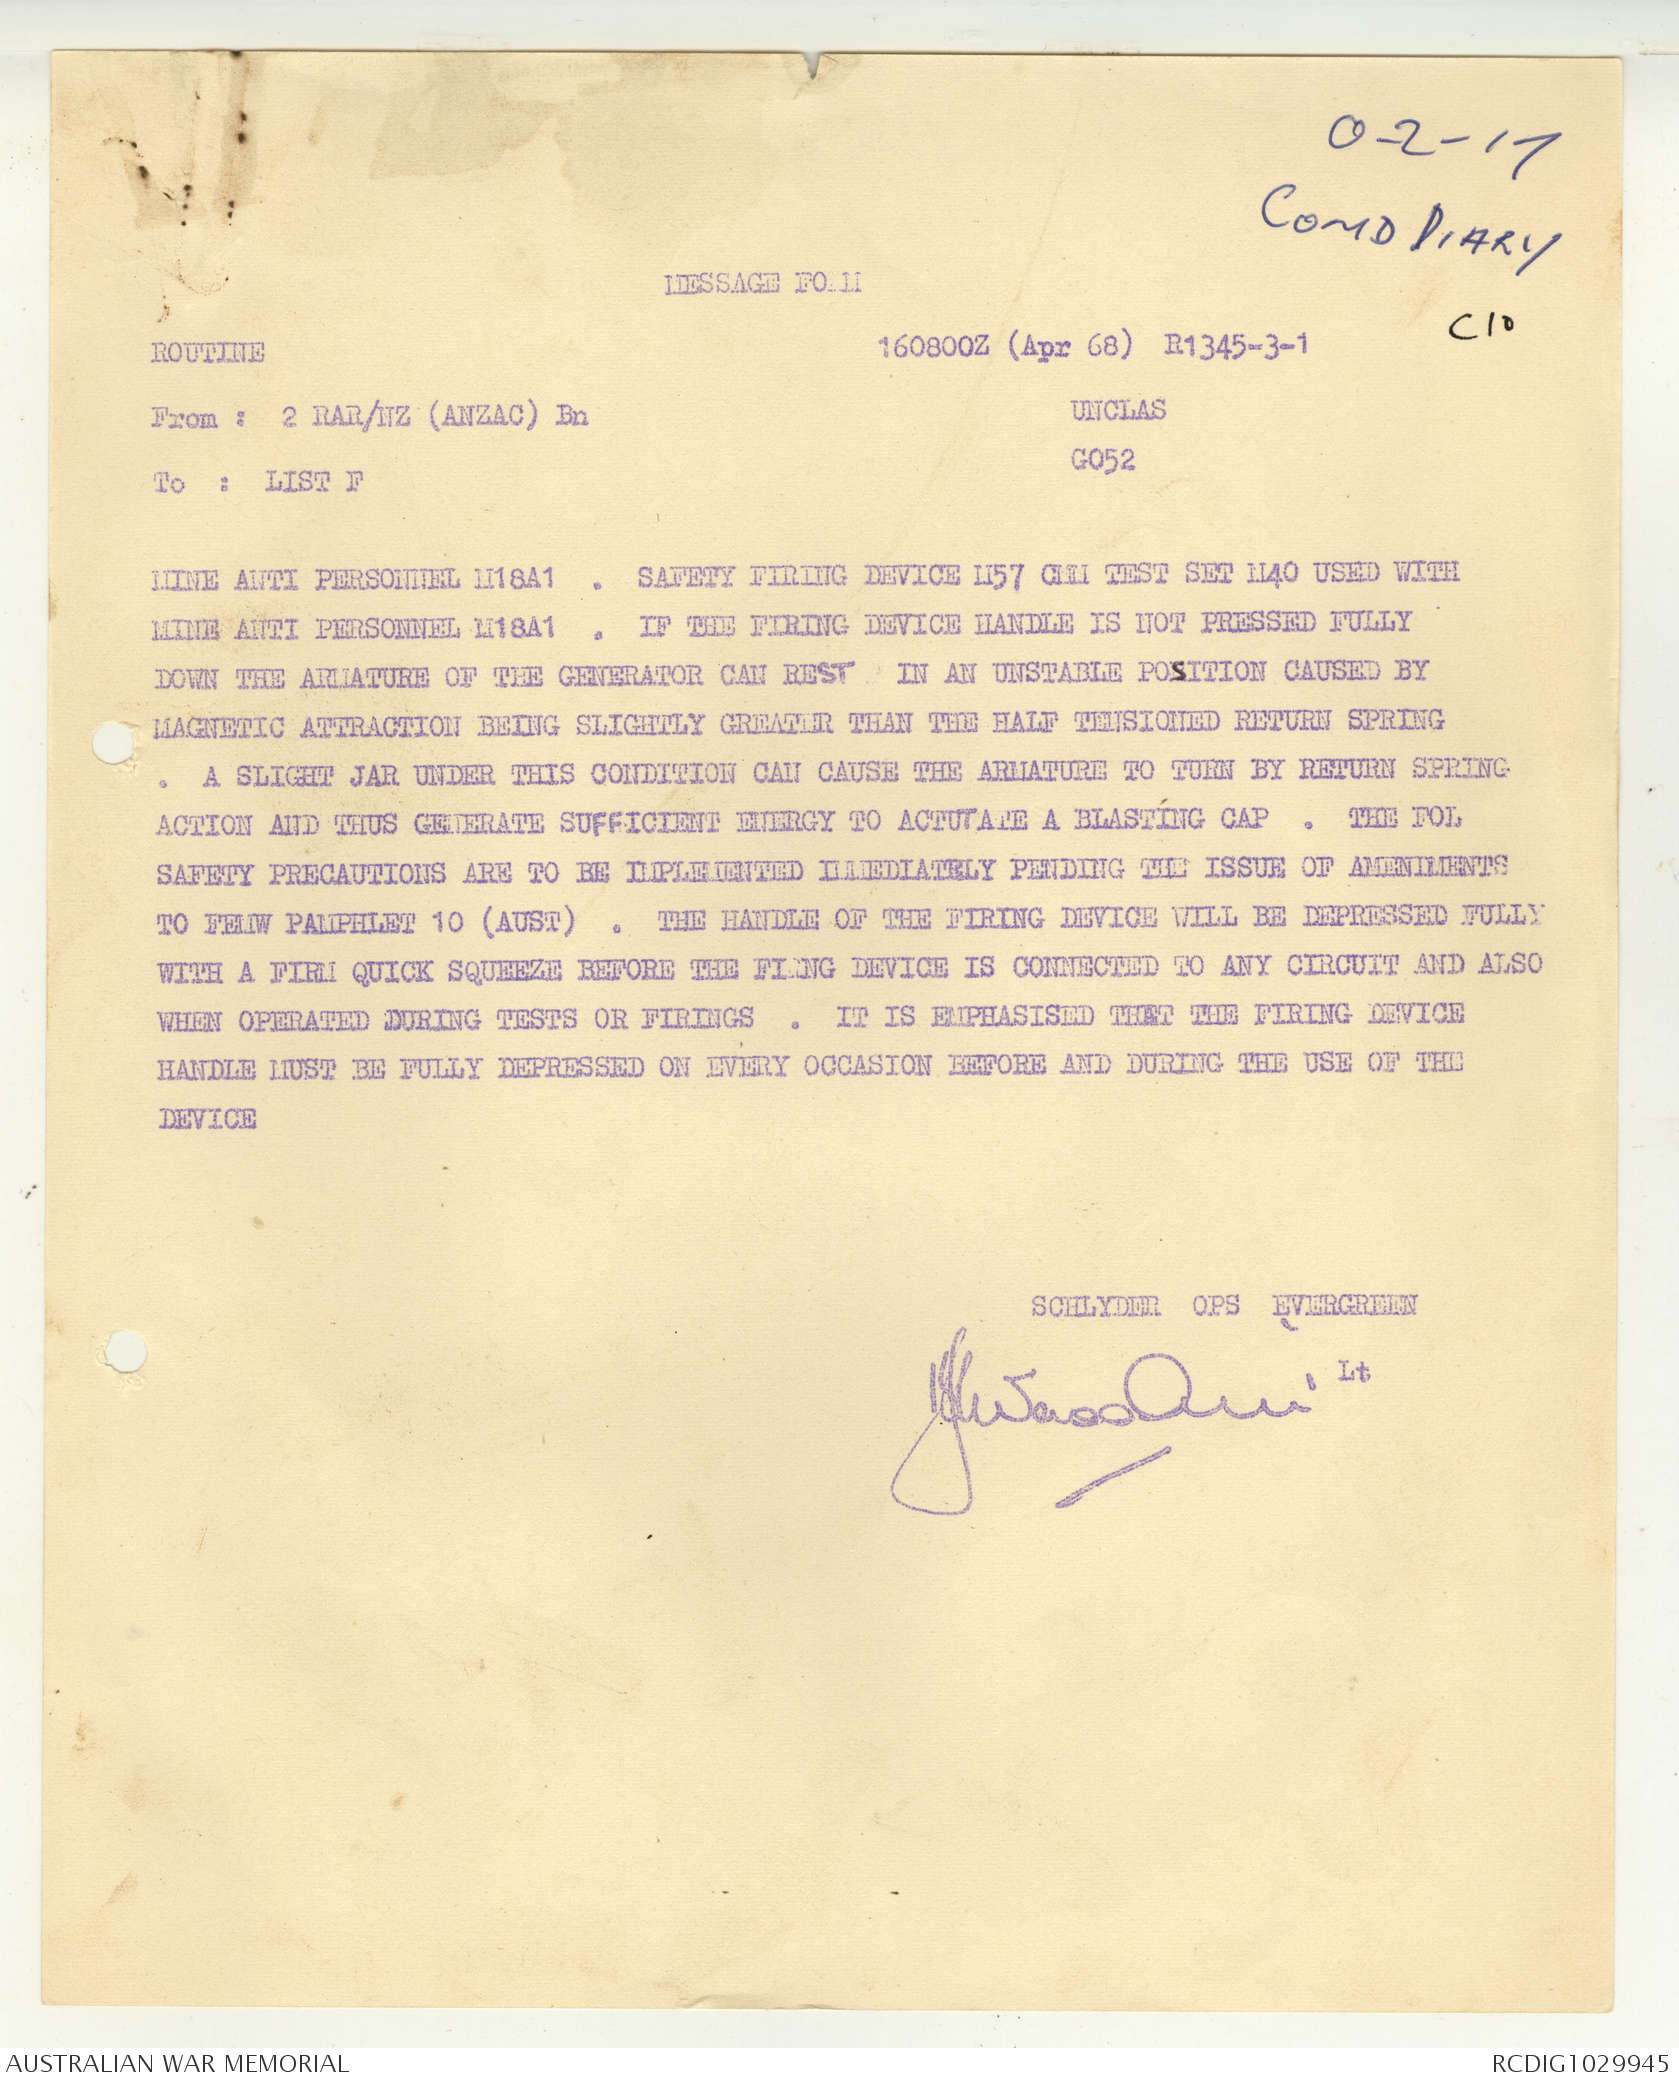 0-2-17
COMD DIARY
C10
MESSAGE FORM
ROUTINE
160800Z (Apr 68) R1345-3-1
From : 2 RAR/NZ (ANZAC) Bn
UNCLAS
G052
To : LIST F
MINE ANTI PERSONNEL M18A1 . SAFETY FIRING DEVICE M57 CMM TEST SET M40 USED WITH
MINE ANTI PERSONNEL M18A1 . IF THE FIRING DEVICE HANDLE IS NOT PRESSED FULLY
DOWN THE ARMATURE OF THE GENERATOR CAN REST IN AN UNSTABLE POSITION CAUSED BY
MAGNETIC ATTRACTION BEING SLIGHTLY GREATER THAN THE HALF TENSIONED RETURN SPRING
. A SLIGHT JAR UNDER THIS CONDITION CAN CAUSE THE ARMATURE TO TURN BY RETURN SPRING
ACTION AND THUS GENERATE SUFFICIENT ENERGY TO ACTUTATE A BLASTING CAP . THE FOL
SAFETY PRECAUTIONS ARE TO BE IMPLEMENTED IMMEDIATELY PENDING THE ISSUE OF AMENIMENTS
TO FEMW PAMPHLET 10 (AUST) . THE HANDLE OF THE FIRING DEVICE WILL BE DEPRESSED FULLY
WITH A FIRM QUICK SQUEEZE BEFORE THE FIRNG DEVICE IS CONNECTED TO ANY CIRCUIT AND ALSO
WHEN OPERATED DURING TESTS OR FIRINGS . IT IS EMPHASISED THAT THE FIRING DEVICE
HANDLE MUST BE FULLY DEPRESSED ON EVERY OCCASION BEFORE AND DURING THE USE OF THE
DEVICE
SCHLYDER OPS EVERGREEN
Lt
AUSTRALIAN WAR MEMORIAL
RCDIG1029945